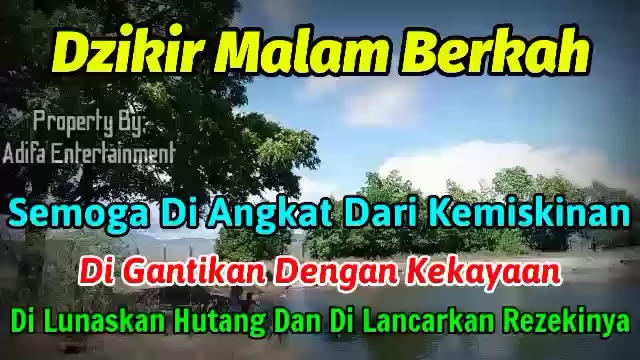 Dzikir Malam Berkah
Property By:
Adifa Entertainment
Semoga Di Angkat Dari Kemiskinan
Di Gantikan Dengan Kekayaan
Di Lunaskan Hutang Dan Di Lancarkan Rezekinya